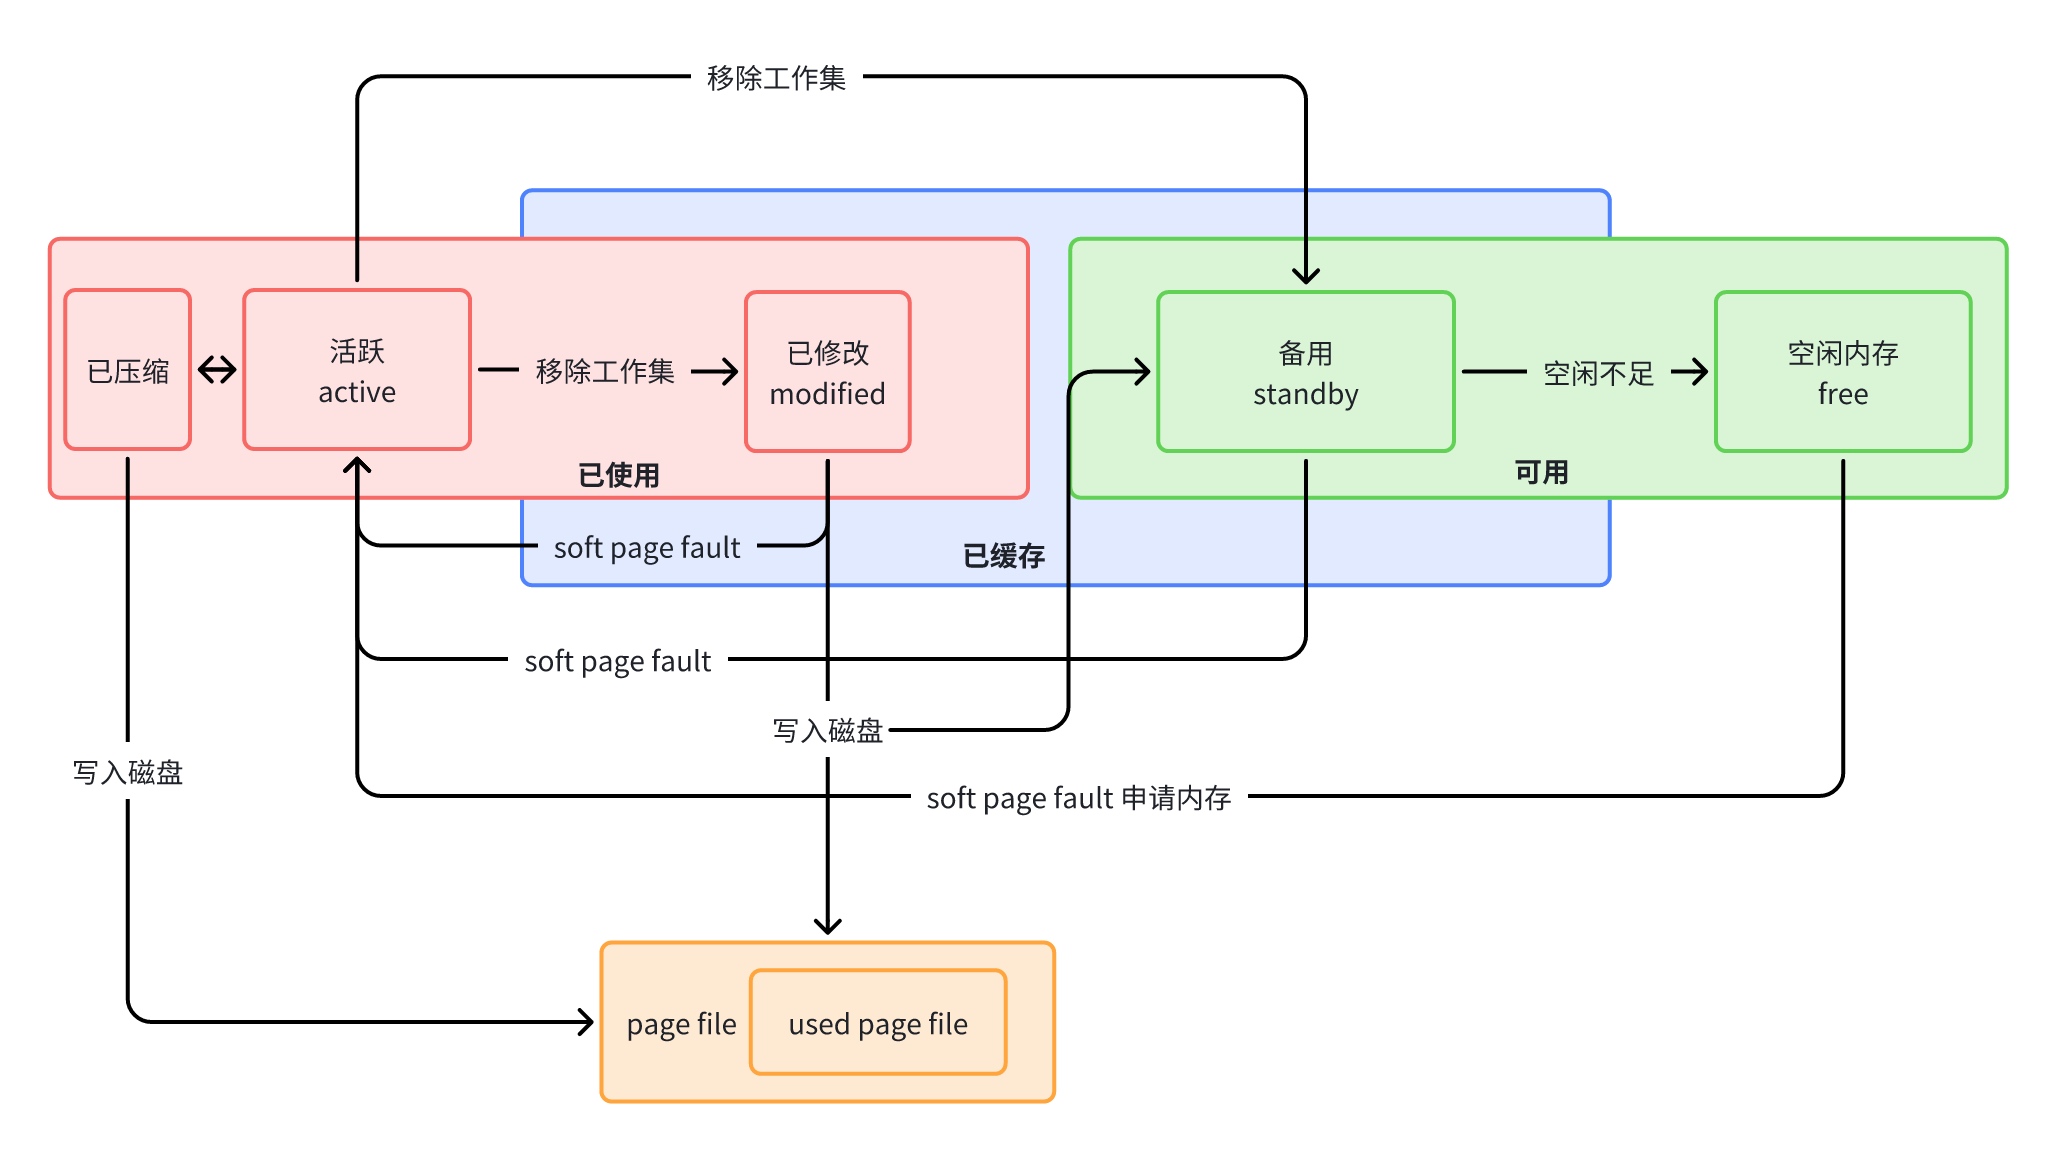 移除工作集
已压缩
活跃
active
移除工作集
已修改
modified
备用
standby
空闲不足
空闲内存
free
已使用
可用
soft page fault
已缓存
soft page fault
写入磁盘
写入磁盘
soft page fault 申请内存
page file
used page file